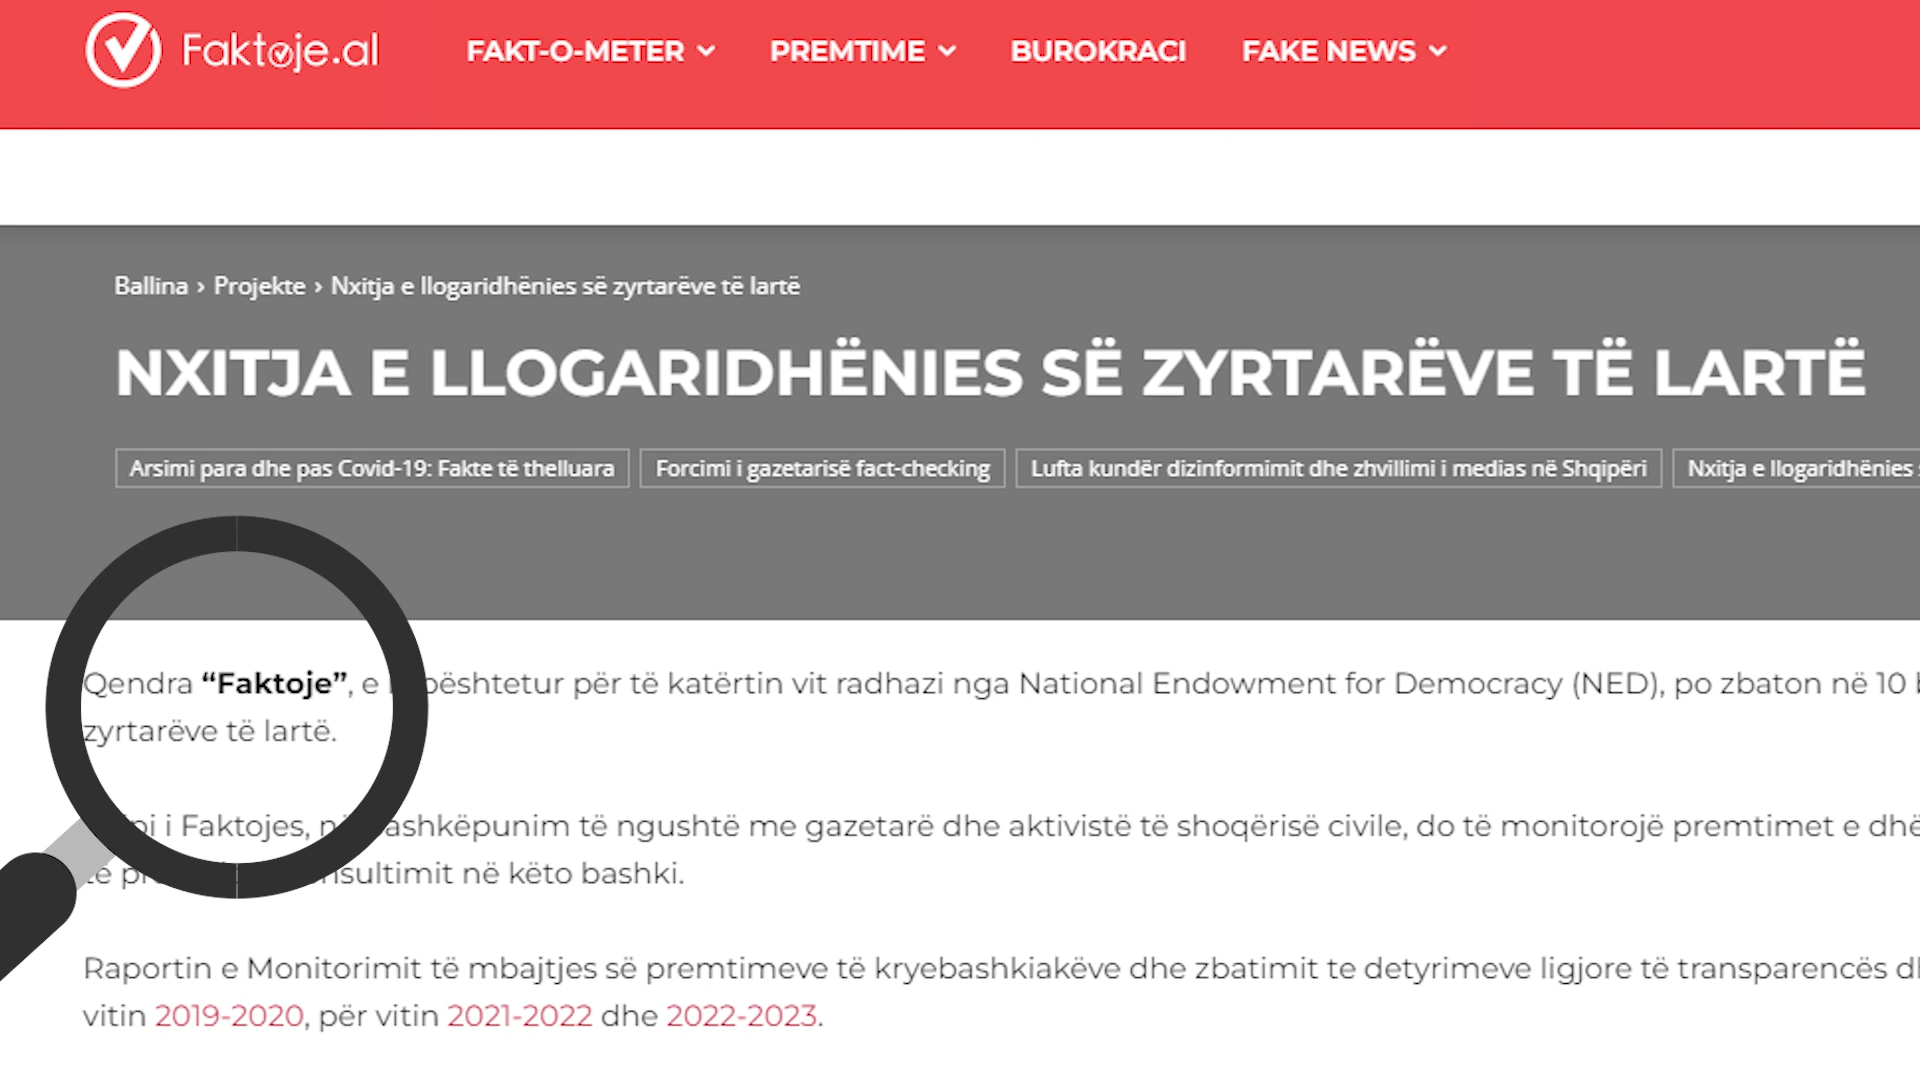 Faktoje.al FAKT-O-METER PREMTIME BUROKRACI FAKE NEWS
Ballina › Projekte › Nxitja e llogaridhënies së zyrtarëve të lartë
NXITJA E LLOGARIDHËNIES SË ZYRTARËVE TË LARTË
Arsimi para dhe pas Covid-19: Fakte të thelluara Forcimi i gazetarisë fact-checking Lufta kundër dizinformimit dhe zhvillimi i medias në Shqipëri Nxitja e llogaridhënies
Qendra “Faktoje”, e për të katërtin vit radhazi nga National Endowment for Democracy (NED), po zbaton në 10
zyrtarëve të lartë.
i Faktojes, të ngushtë me gazetarë dhe aktivistë të shoqërisë civile, do të monitorojë premtimet e
në këto bashki.
Raportin e Monitorimit të mbajtjes së premtimeve të kryebashkiakëve dhe zbatimit te detyrimeve ligjore të transparencës
vitin 2019-2020, për vitin 2021-2022 dhe 2022-2023.